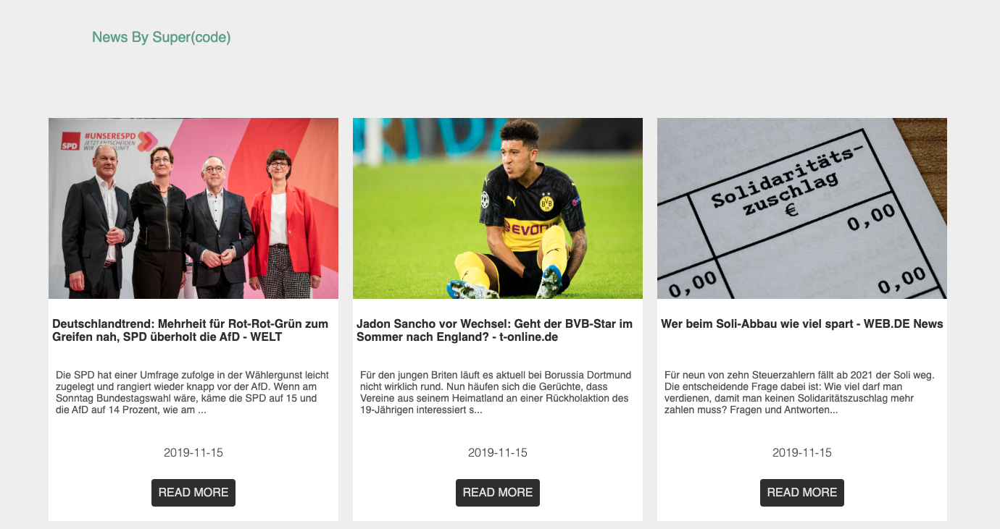 News By Super(code)
#UNSERESPD
JETZT ENTSCHEIDEN
SPD
BVB
EVON
Solidaritäts-
zuschlag
€
0,00
0,00
0,00
Deutschlandtrend: Mehrheit für Rot-Rot-Grün zum
Greifen nah, SPD überholt die AfD - WELT
Die SPD hat einer Umfrage zufolge in der Wählergunst leicht
zugelegt und rangiert wieder knapp vor der AfD. Wenn am
Sonntag Bundestagswahl wäre, käme die SPD auf 15 und
die AfD auf 14 Prozent, wie am ...
2019-11-15
READ MORE
Jadon Sancho vor Wechsel: Geht der BVB-Star im
Sommer nach England? - t-online.de
Für den jungen Briten läuft es aktuell bei Borussia Dortmund
nicht wirklich rund. Nun häufen sich die Gerüchte, dass
Vereine aus seinem Heimatland an einer Rückholaktion des
19-Jährigen interessiert s...
2019-11-15
READ MORE
Wer beim Soli-Abbau wie viel spart - WEB.DE News
Für neun von zehn Steuerzahlern fällt ab 2021 der Soli weg.
Die entscheidende Frage dabei ist: Wie viel darf man
verdienen, damit man keinen Solidaritätszuschlag mehr
zahlen muss? Fragen und Antworten...
2019-11-15
READ MORE